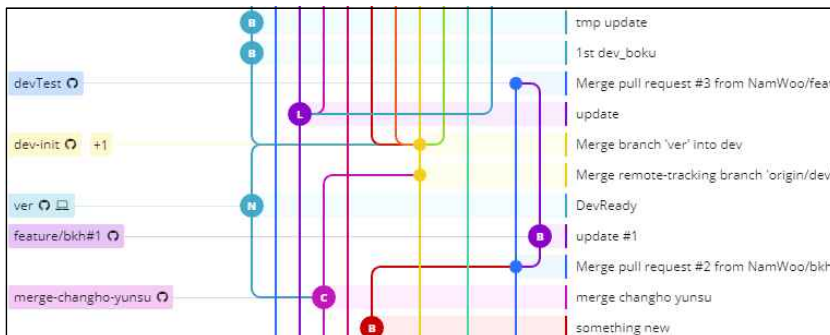 B tmp update
B 1st dev_boku
devTest Merge pull request #3 from NamWoo/feat
L update
dev-init +1 Merge branch 'ver' into dev
Merge remote-tracking branch 'origin/dev
ver N DevReady
feature/bkh#1 B update #1
Merge pull request #2 from NamWoo/bkh
merge-changho-yunsu C merge changho yunsu
B something new